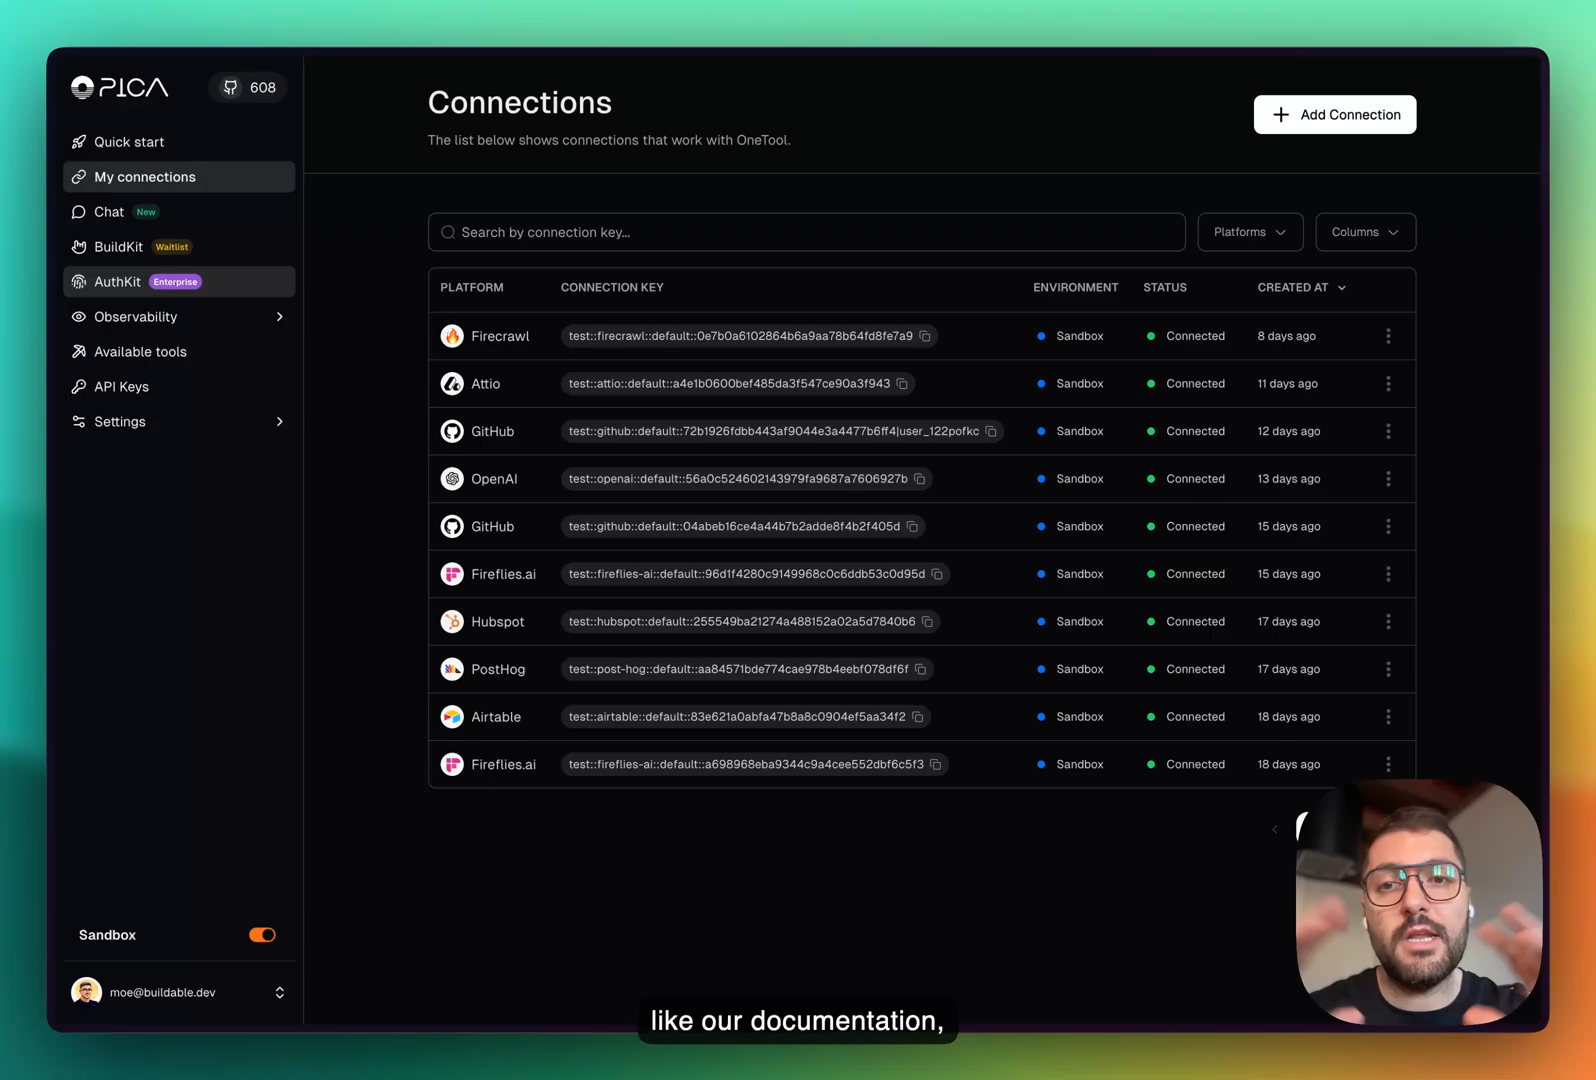 PICA
608
Quick start
My connections
Chat New
BuildKit Waitlist
AuthKit Enterprise
Observability
Available tools
API Keys
Settings
Sandbox
moe@buildable.dev
Connections
The list below shows connections that work with OneTool.
Add Connection
Search by connection key...
Platforms
Columns
PLATFORM CONNECTION KEY ENVIRONMENT STATUS CREATED AT
Firecrawl test::firecrawl::default::0e7b0a6102864b6a9aa78b64fd8fe7a9 Sandbox Connected 8 days ago
Attio test::attio::default::a4e1b0600bef485da3f547ce90a3f943 Sandbox Connected 11 days ago
GitHub test::github::default::72b1926fdbb443af9044e3a4477b6ff4|user_122pofkc Sandbox Connected 12 days ago
OpenAI test::openai::default::56a0c524602143979fa9687a7606927b Sandbox Connected 13 days ago
GitHub test::github::default::04abeb16ce4a44b7b2adde8f4b2f405d Sandbox Connected 15 days ago
Fireflies.ai test::fireflies-ai::default::96d1f4280c9149968c0c6ddb53c0d95d Sandbox Connected 15 days ago
Hubspot test::hubspot::default::255549ba21274a488152a02a5d7840b6 Sandbox Connected 17 days ago
PostHog test::post-hog::default::aa84571bde774cae978b4eebf078df6f Sandbox Connected 17 days ago
Airtable test::airtable::default::83e621a0abfa47b8a8c0904ef5aa34f2 Sandbox Connected 18 days ago
Fireflies.ai test::fireflies-ai::default::a698968eba9344c9a4cee552dbf6c5f3 Sandbox Connected 18 days ago
like our documentation,